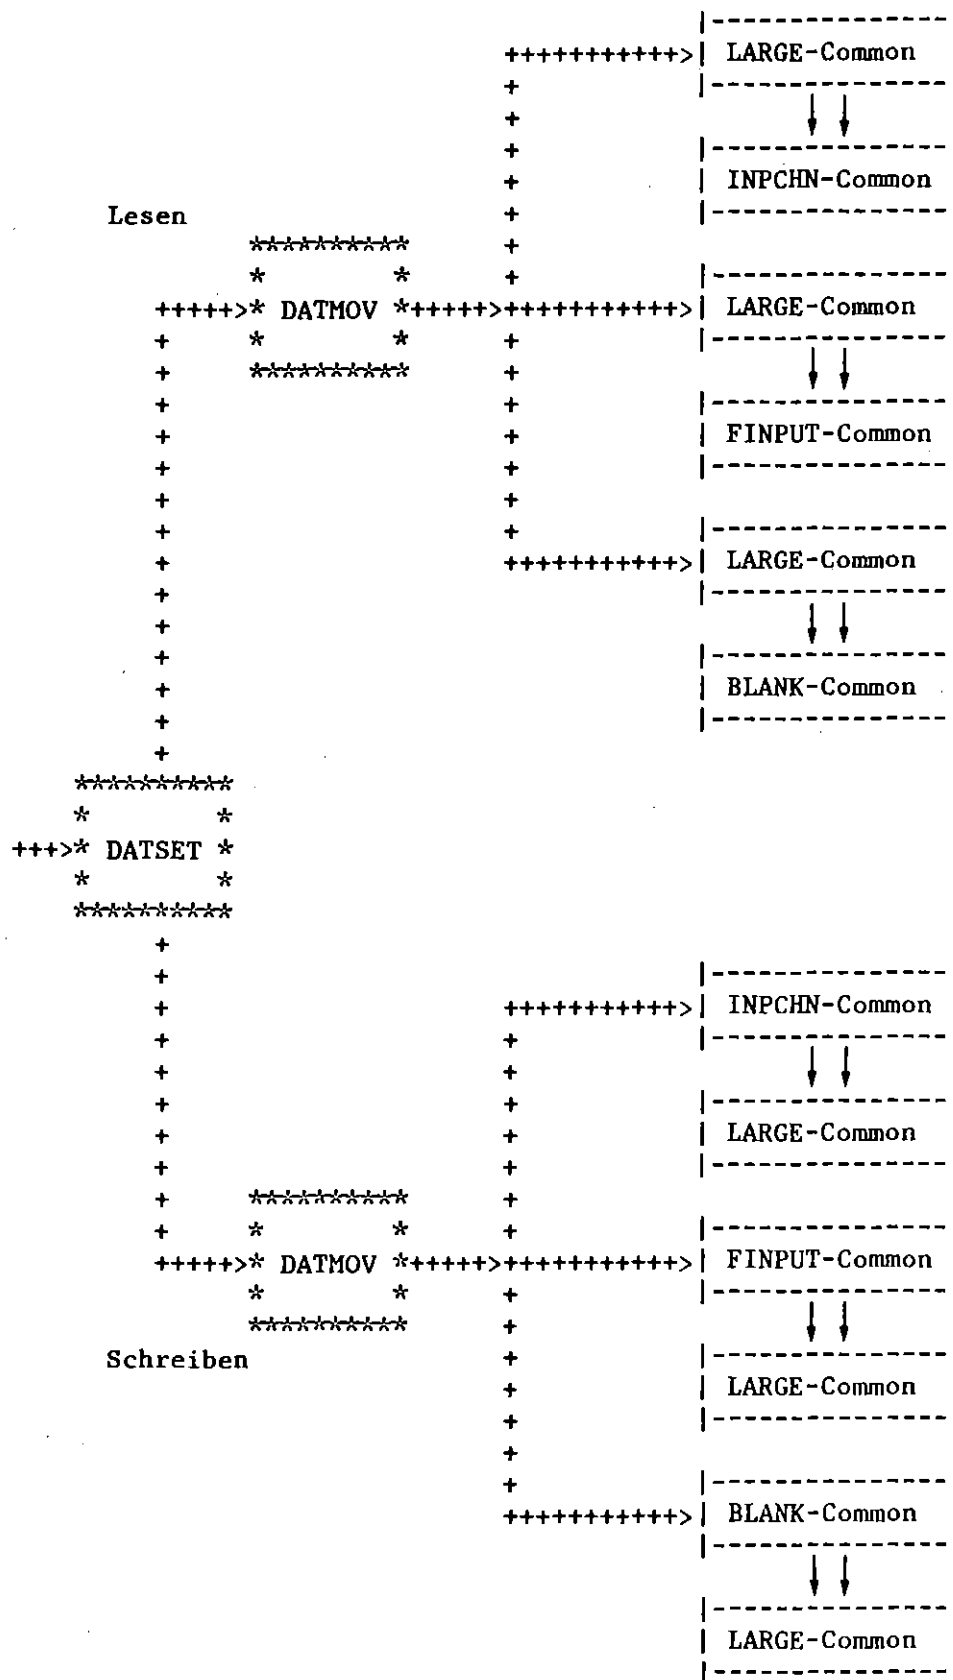 LARGE-Common
INPCHN-Common
Lesen
DATMOV
LARGE-Common
FINPUT-Common
LARGE-Common
BLANK-Common
DATSET
INPCHN-Common
LARGE-Common
DATMOV
FINPUT-Common
Schreiben
LARGE-Common
BLANK-Common
LARGE-Common